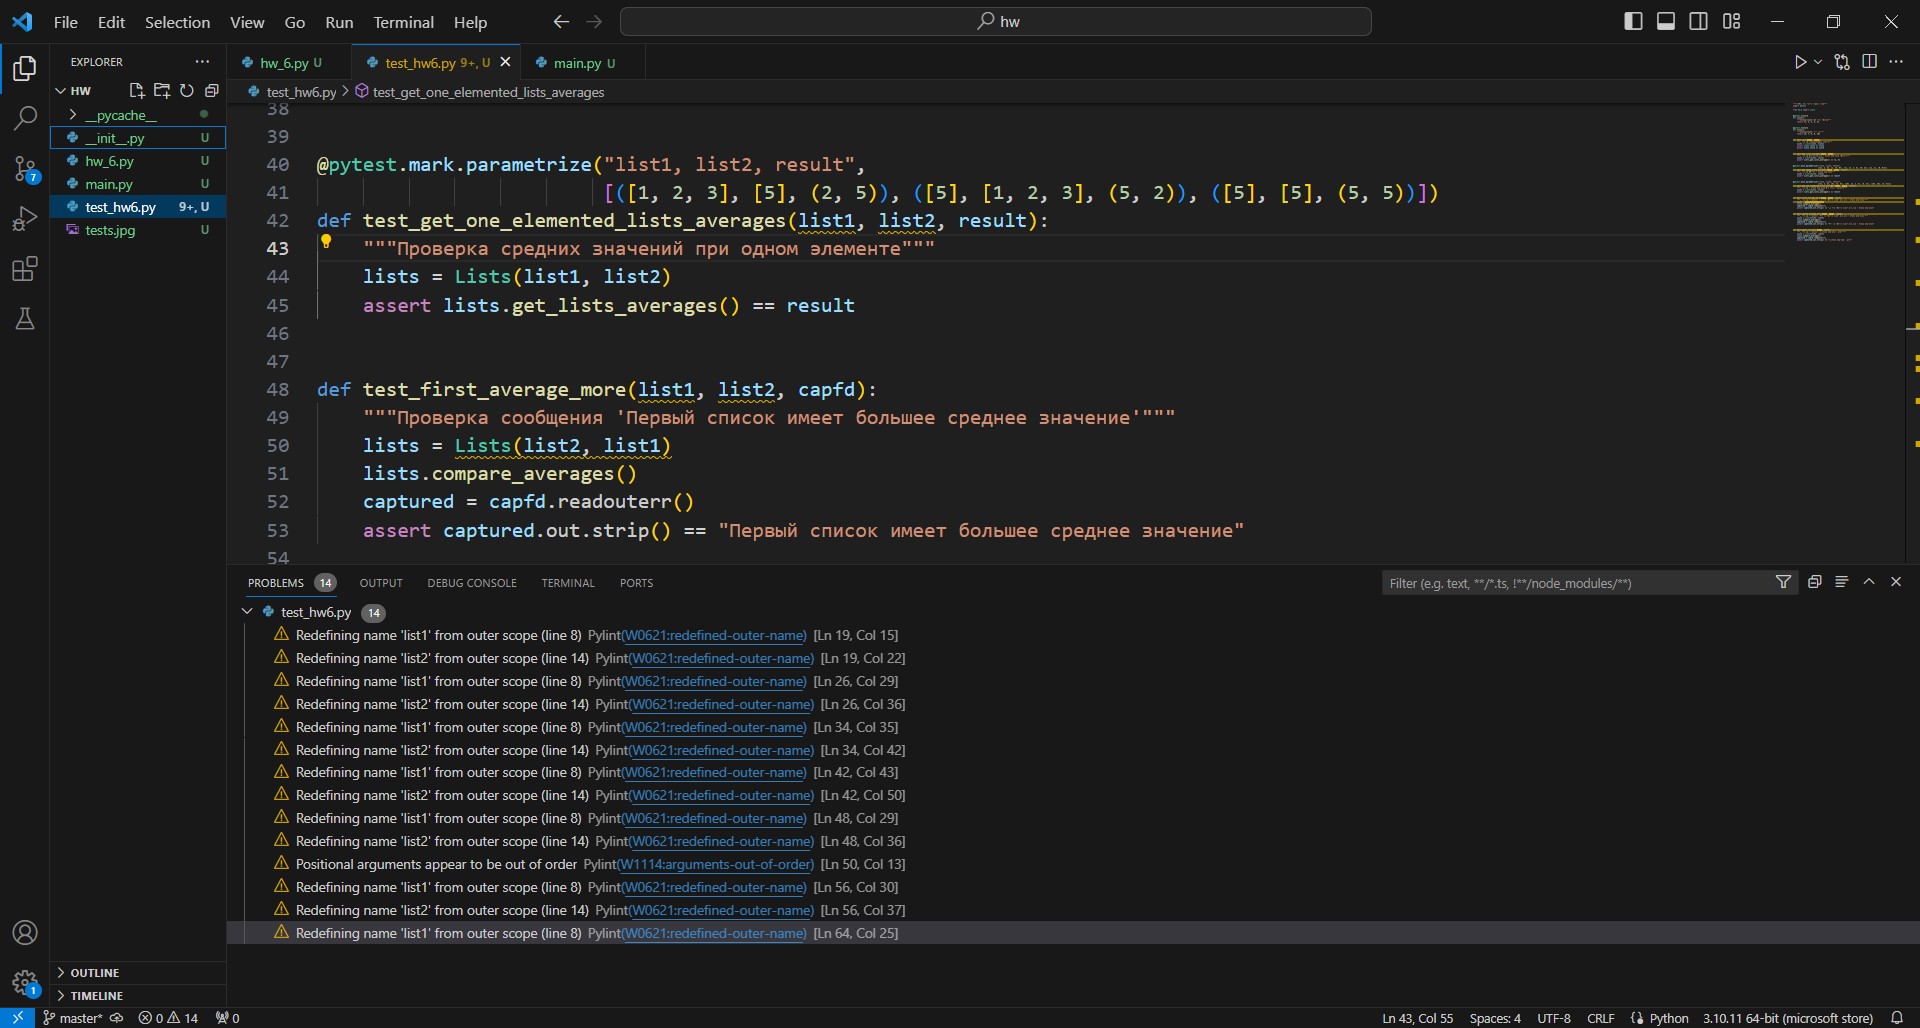 File Edit Selection View Go Run Terminal Help hw
EXPLORER
HW
__pycache__
__init__.py U
hw_6.py U
main.py U
test_hw6.py 9+, U
tests.jpg U
7
1
OUTLINE
TIMELINE
hw_6.py U test_hw6.py 9+, U main.py U
test_hw6.py > test_get_one_elemented_lists_averages
38
39
40 @pytest.mark.parametrize("list1, list2, result",
41 [([1, 2, 3], [5], (2, 5)), ([5], [1, 2, 3], (5, 2)), ([5], [5], (5, 5))])
42 def test_get_one_elemented_lists_averages(list1, list2, result):
43 """Проверка средних значений при одном элементе"""
44 lists = Lists(list1, list2)
45 assert lists.get_lists_averages() == result
46
47
48 def test_first_average_more(list1, list2, capfd):
49 """Проверка сообщения 'Первый список имеет большее среднее значение'"""
50 lists = Lists(list2, list1)
51 lists.compare_averages()
52 captured = capfd.readouterr()
53 assert captured.out.strip() == "Первый список имеет большее среднее значение"
54
PROBLEMS 14 OUTPUT DEBUG CONSOLE TERMINAL PORTS Filter (e.g. text, **/*.ts, !**/node_modules/**)
test_hw6.py 14
Redefining name 'list1' from outer scope (line 8) Pylint(W0621:redefined-outer-name) [Ln 19, Col 15]
Redefining name 'list2' from outer scope (line 14) Pylint(W0621:redefined-outer-name) [Ln 19, Col 22]
Redefining name 'list1' from outer scope (line 8) Pylint(W0621:redefined-outer-name) [Ln 26, Col 29]
Redefining name 'list2' from outer scope (line 14) Pylint(W0621:redefined-outer-name) [Ln 26, Col 36]
Redefining name 'list1' from outer scope (line 8) Pylint(W0621:redefined-outer-name) [Ln 34, Col 35]
Redefining name 'list2' from outer scope (line 14) Pylint(W0621:redefined-outer-name) [Ln 34, Col 42]
Redefining name 'list1' from outer scope (line 8) Pylint(W0621:redefined-outer-name) [Ln 42, Col 43]
Redefining name 'list2' from outer scope (line 14) Pylint(W0621:redefined-outer-name) [Ln 42, Col 50]
Redefining name 'list1' from outer scope (line 8) Pylint(W0621:redefined-outer-name) [Ln 48, Col 29]
Redefining name 'list2' from outer scope (line 14) Pylint(W0621:redefined-outer-name) [Ln 48, Col 36]
Positional arguments appear to be out of order Pylint(W1114:arguments-out-of-order) [Ln 50, Col 13]
Redefining name 'list1' from outer scope (line 8) Pylint(W0621:redefined-outer-name) [Ln 56, Col 30]
Redefining name 'list2' from outer scope (line 14) Pylint(W0621:redefined-outer-name) [Ln 56, Col 37]
Redefining name 'list1' from outer scope (line 8) Pylint(W0621:redefined-outer-name) [Ln 64, Col 25]
master* 0 14 0 Ln 43, Col 55 Spaces: 4 UTF-8 CRLF Python 3.10.11 64-bit (microsoft store)